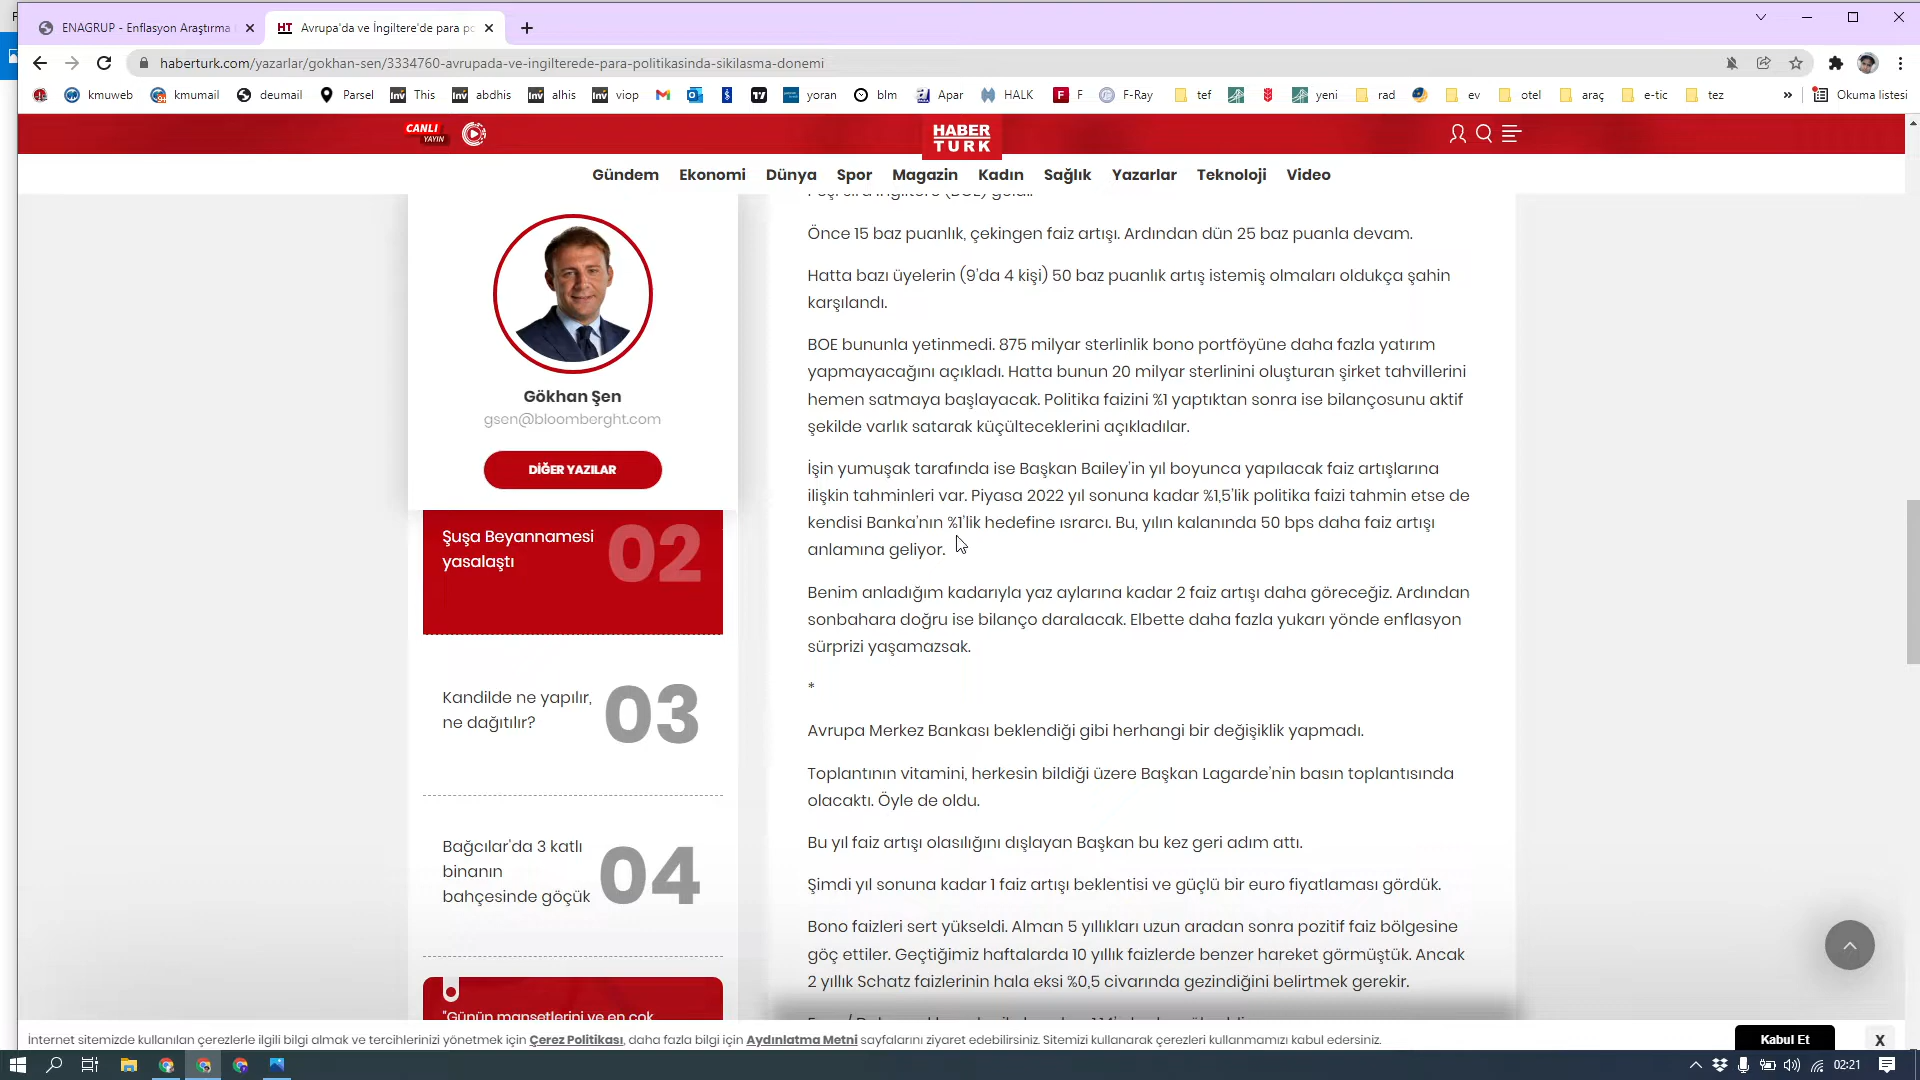 ENAGRUP - Enflasyon Araştırma
HT Avrupa'da ve İngiltere'de para po
haberturk.com/yazarlar/gokhan-sen/3334760-avrupada-ve-ingilterede-para-politikasinda-sikilasma-donemi
kmuweb kmumail deumail Parsel Inv This Inv abdhis Inv alhis Inv viop yoran blm Apar HALK F F F-Ray tef yeni rad ev otel araç e-tic tez » Okuma listesi
CANLI
YAYIN
HABER
TURK
Gündem Ekonomi Dünya Spor Magazin Kadın Sağlık Yazarlar Teknoloji Video
Gökhan Şen
gsen@bloomberght.com
DİĞER YAZILAR
Şuşa Beyannamesi
yasalaştı
02
Kandilde ne yapılır,
ne dağıtılır?
03
Bağcılar'da 3 katlı
binanın
bahçesinde göçük
04
"Günün manşetlerini ve en çok
Önce 15 baz puanlık, çekingen faiz artışı. Ardından dün 25 baz puanla devam.
Hatta bazı üyelerin (9'da 4 kişi) 50 baz puanlık artış istemiş olmaları oldukça şahin
karşılandı.
BOE bununla yetinmedi. 875 milyar sterlinlik bono portföyüne daha fazla yatırım
yapmayacağını açıkladı. Hatta bunun 20 milyar sterlinini oluşturan şirket tahvillerini
hemen satmaya başlayacak. Politika faizini %1 yaptıktan sonra ise bilançosunu aktif
şekilde varlık satarak küçülteceklerini açıkladılar.
İşin yumuşak tarafında ise Başkan Bailey'in yıl boyunca yapılacak faiz artışlarına
ilişkin tahminleri var. Piyasa 2022 yıl sonuna kadar %1,5'lik politika faizi tahmin etse de
kendisi Banka'nın %1'lik hedefine ısrarcı. Bu, yılın kalanında 50 bps daha faiz artışı
anlamına geliyor.
Benim anladığım kadarıyla yaz aylarına kadar 2 faiz artışı daha göreceğiz. Ardından
sonbahara doğru ise bilanço daralacak. Elbette daha fazla yukarı yönde enflasyon
sürprizi yaşamazsak.
*
Avrupa Merkez Bankası beklendiği gibi herhangi bir değişiklik yapmadı.
Toplantının vitamini, herkesin bildiği üzere Başkan Lagarde'nin basın toplantısında
olacaktı. Öyle de oldu.
Bu yıl faiz artışı olasılığını dışlayan Başkan bu kez geri adım attı.
Şimdi yıl sonuna kadar 1 faiz artışı beklentisi ve güçlü bir euro fiyatlaması gördük.
Bono faizleri sert yükseldi. Alman 5 yıllıkları uzun aradan sonra pozitif faiz bölgesine
göç ettiler. Geçtiğimiz haftalarda 10 yıllık faizlerde benzer hareket görmüştük. Ancak
2 yıllık Schatz faizlerinin hala eksi %0,5 civarında gezindiğini belirtmek gerekir.
İnternet sitemizde kullanılan çerezlerle ilgili bilgi almak ve tercihlerinizi yönetmek için Çerez Politikası, daha fazla bilgi için Aydınlatma Metni sayfalarını ziyaret edebilirsiniz. Sitemizi kullanarak çerezleri kullanmamızı kabul edersiniz.
Kabul Et
X
02:21